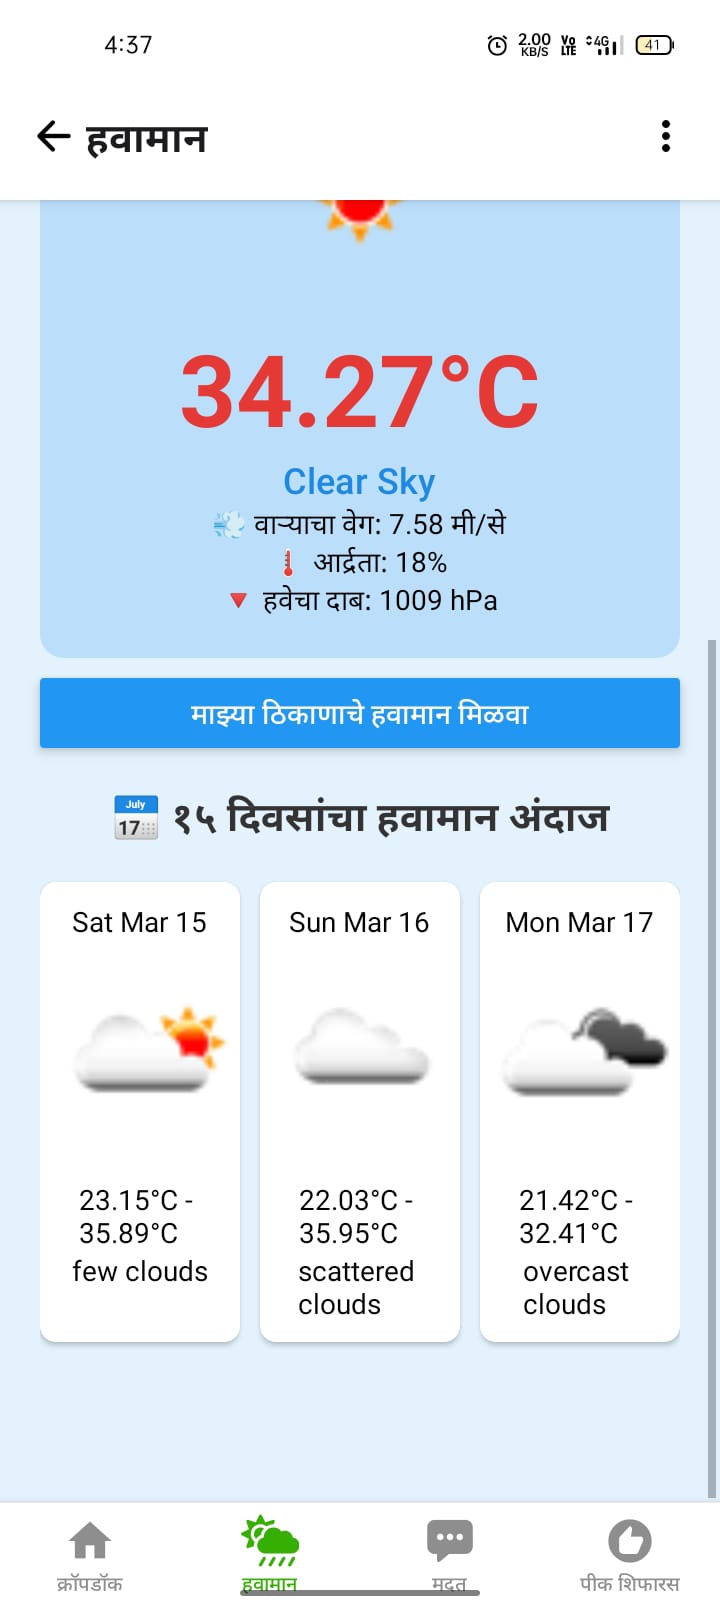 4:37
2.00
KB/S
Vo
LTE
4G
41
हवामान
34.27°C
Clear Sky
वाऱ्याचा वेग: 7.58 मी/से
आर्द्रता: 18%
हवेचा दाब: 1009 hPa
माझ्या ठिकाणाचे हवामान मिळवा
July
17
१५ दिवसांचा हवामान अंदाज
Sat Mar 15
23.15°C -
35.89°C
few clouds
Sun Mar 16
22.03°C -
35.95°C
scattered
clouds
Mon Mar 17
21.42°C -
32.41°C
overcast
clouds
क्रॉपडॉक
हवामान
मदत
पीक शिफारस